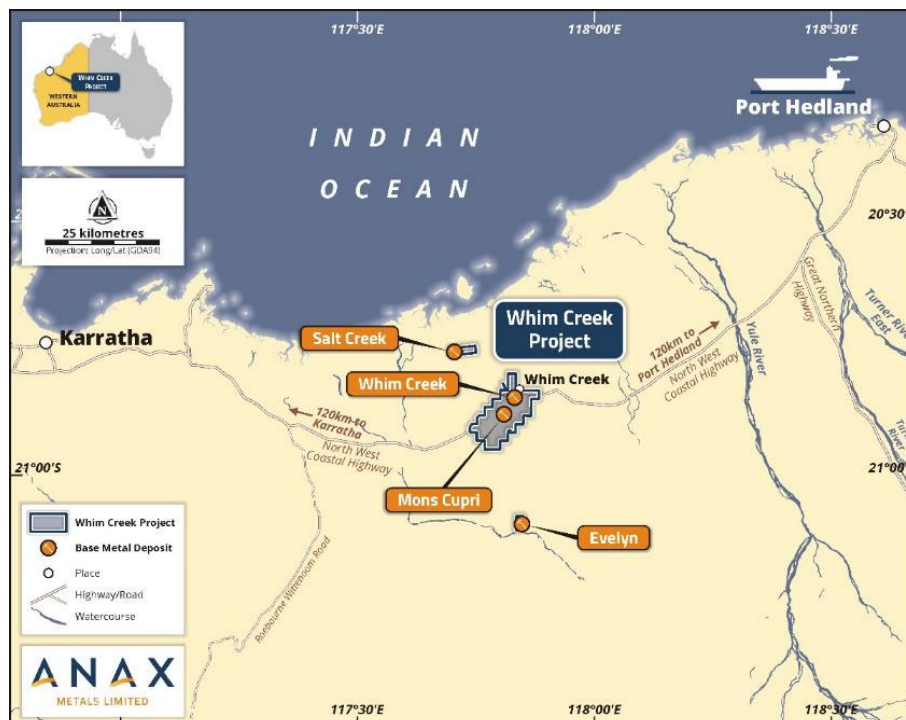 117°30'E
118°00'E
118°30'E
WHIM CREEK
PROJECT
WESTERN
AUSTRALIA
N
25 kilometres
Projection: Long/Lat (GDA94)
INDIAN
OCEAN
Port Hedland
20°30'
Karratha
Salt Creek
Whim Creek
Project
Whim Creek
Whim Creek
120km to
Port Hedland
North West
Coastal Highway
Great Northern
Highway
Turner River
East
Turner
River
Yule River
120km to
Karratha
North West
Coastal Highway
21°00'S
21°00'
Mons Cupri
Evelyn
Roebourne Wittenoom Road
Whim Creek Project
Base Metal Deposit
Place
Highway/Road
Watercourse
ANAX
METALS LIMITED
117°30'E
118°00'E
118°30'E